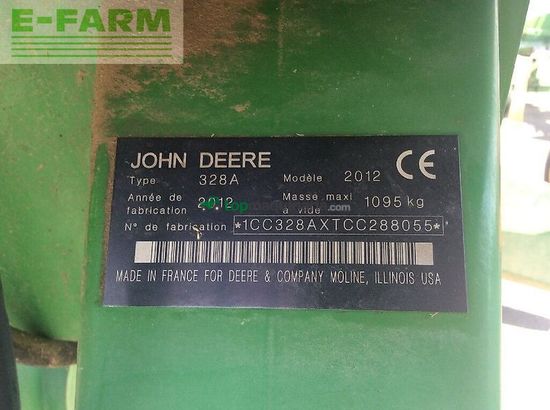 E-FARM
JOHN DEERE
Type 328A Modèle 2012 CE
Année de fabrication 2012 Masse maxi à vide 1095 kg
N° de fabrication *1CC328AXTCC288055*
MADE IN FRANCE FOR DEERE & COMPANY MOLINE, ILLINOIS USA